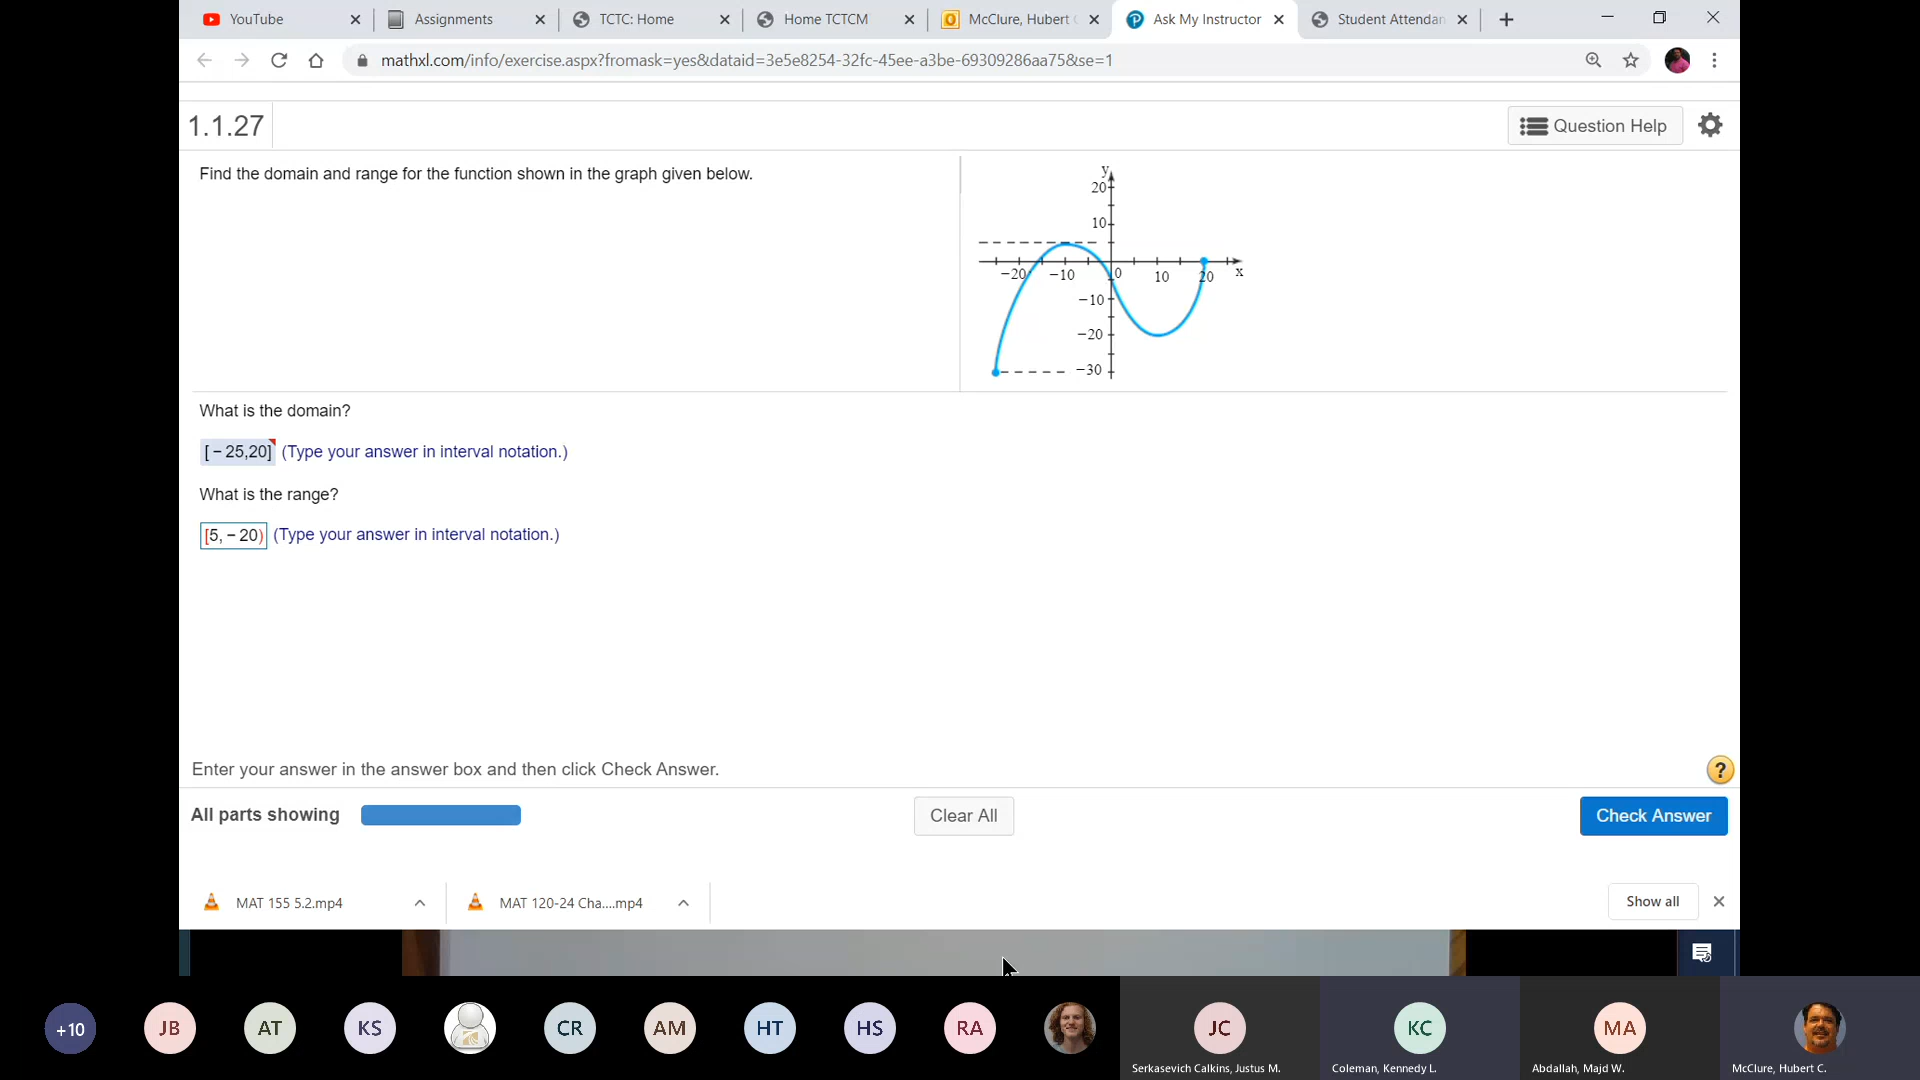 YouTube
Assignments
TCTC: Home
Home TCTCM
McClure, Hubert C
Ask My Instructor
Student Attendan
mathxl.com/info/exercise.aspx?fromask=yes&dataid=3e5e8254-32fc-45ee-a3be-69309286aa75&se=1
1.1.27
Question Help
Find the domain and range for the function shown in the graph given below.
y
20
10
−20
−10
0
10
20
x
−10
−20
−30
What is the domain?
[ − 25,20] (Type your answer in interval notation.)
What is the range?
[5, − 20) (Type your answer in interval notation.)
Enter your answer in the answer box and then click Check Answer.
?
All parts showing
Clear All
Check Answer
MAT 155 5.2.mp4
MAT 120-24 Cha....mp4
Show all
+10
JB
AT
KS
CR
AM
HT
HS
RA
JC
KC
MA
Serkasevich Calkins, Justus M.
Coleman, Kennedy L.
Abdallah, Majd W.
McClure, Hubert C.